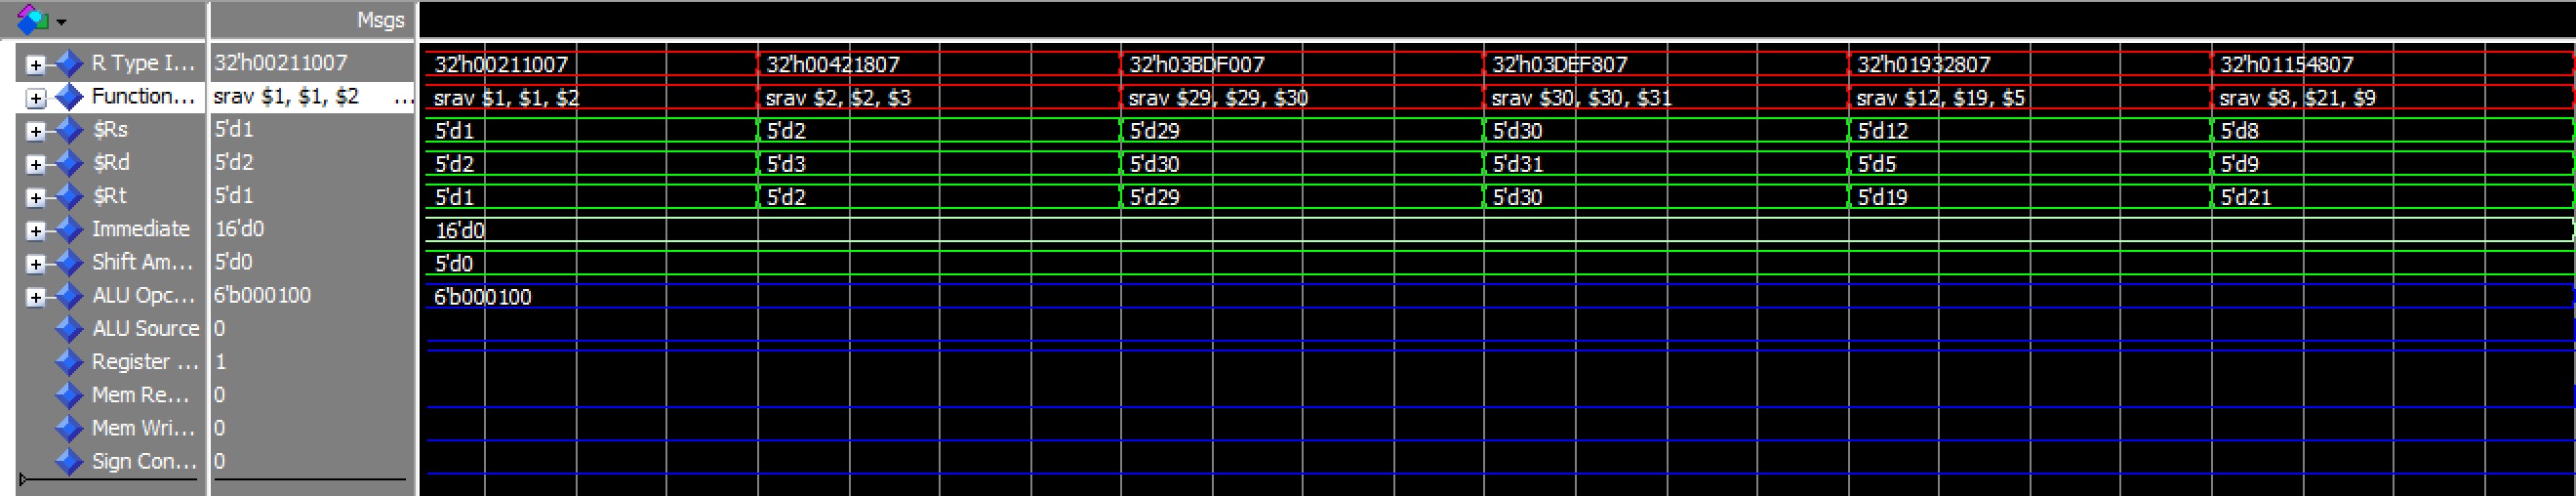 Msgs
R Type I... 32'h00211007 32'h00211007 32'h00421807 32'h03BDF007 32'h03DEF807 32'h01932807 32'h01154807
Function... srav $1, $1, $2 ... srav $1, $1, $2 srav $2, $2, $3 srav $29, $29, $30 srav $30, $30, $31 srav $12, $19, $5 srav $8, $21, $9
$Rs 5'd1 5'd1 5'd2 5'd29 5'd30 5'd12 5'd8
$Rd 5'd2 5'd2 5'd3 5'd30 5'd31 5'd5 5'd9
$Rt 5'd1 5'd1 5'd2 5'd29 5'd30 5'd19 5'd21
Immediate 16'd0 16'd0
Shift Am... 5'd0 5'd0
ALU Opc... 6'b000100 6'b000100
ALU Source 0
Register ... 1
Mem Re... 0
Mem Wri... 0
Sign Con... 0